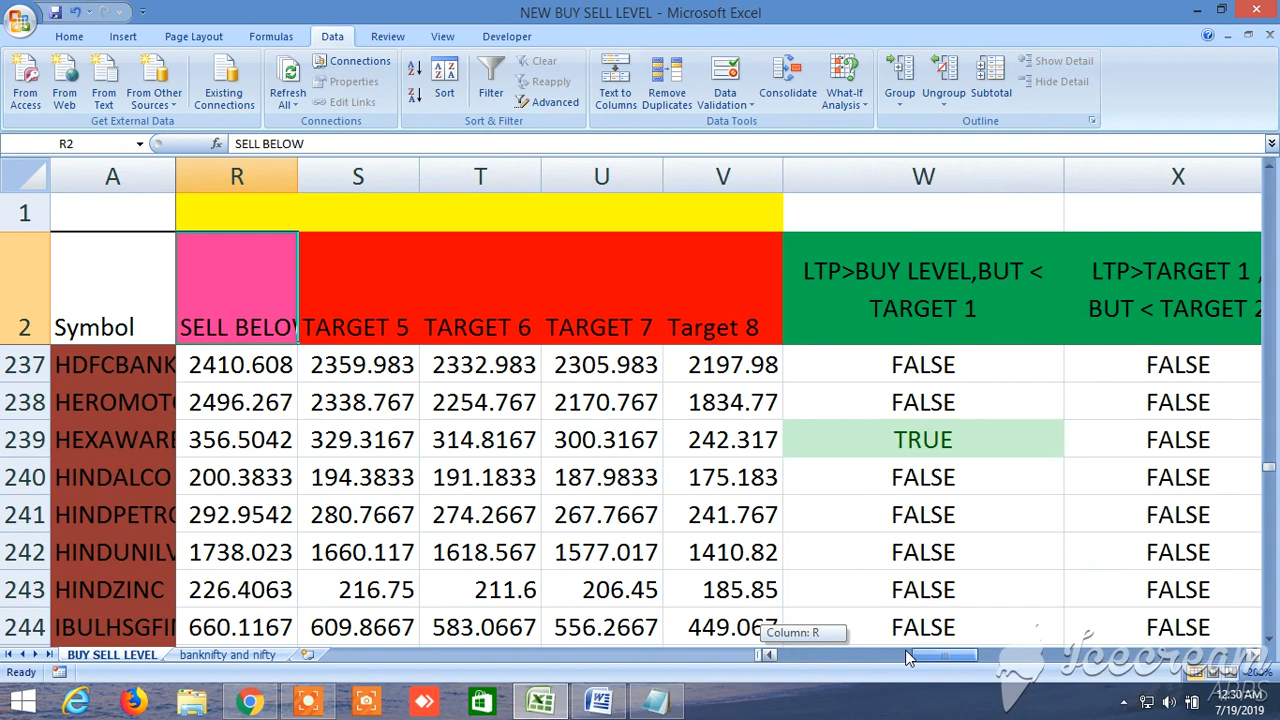 NEW BUY SELL LEVEL - Microsoft Excel
Home Insert Page Layout Formulas Data Review View Developer
From Access
From Web
From Text
From Other Sources
Existing Connections
Get External Data
Refresh All
Connections
Properties
Edit Links
Connections
Sort
Filter
Clear
Reapply
Advanced
Sort & Filter
Text to Columns
Remove Duplicates
Data Validation
Consolidate
What-If Analysis
Data Tools
Group
Ungroup
Subtotal
Show Detail
Hide Detail
Outline
R2 fx SELL BELOW
A R S T U V W X
1
2 Symbol SELL BELOW TARGET 5 TARGET 6 TARGET 7 Target 8 LTP>BUY LEVEL,BUT < TARGET 1 LTP>TARGET 1 , BUT < TARGET 2
237 HDFCBANK 2410.608 2359.983 2332.983 2305.983 2197.98 FALSE FALSE
238 HEROMOTO 2496.267 2338.767 2254.767 2170.767 1834.77 FALSE FALSE
239 HEXAWARE 356.5042 329.3167 314.8167 300.3167 242.317 TRUE FALSE
240 HINDALCO 200.3833 194.3833 191.1833 187.9833 175.183 FALSE FALSE
241 HINDPETRO 292.9542 280.7667 274.2667 267.7667 241.767 FALSE FALSE
242 HINDUNILV 1738.023 1660.117 1618.567 1577.017 1410.82 FALSE FALSE
243 HINDZINC 226.4063 216.75 211.6 206.45 185.85 FALSE FALSE
244 IBULHSGFIN 660.1167 609.8667 583.0667 556.2667 449.067 FALSE FALSE
Column: R
BUY SELL LEVEL banknifty and nifty
Ready 200%
Icecream
APPS
12:30 AM
7/19/2019